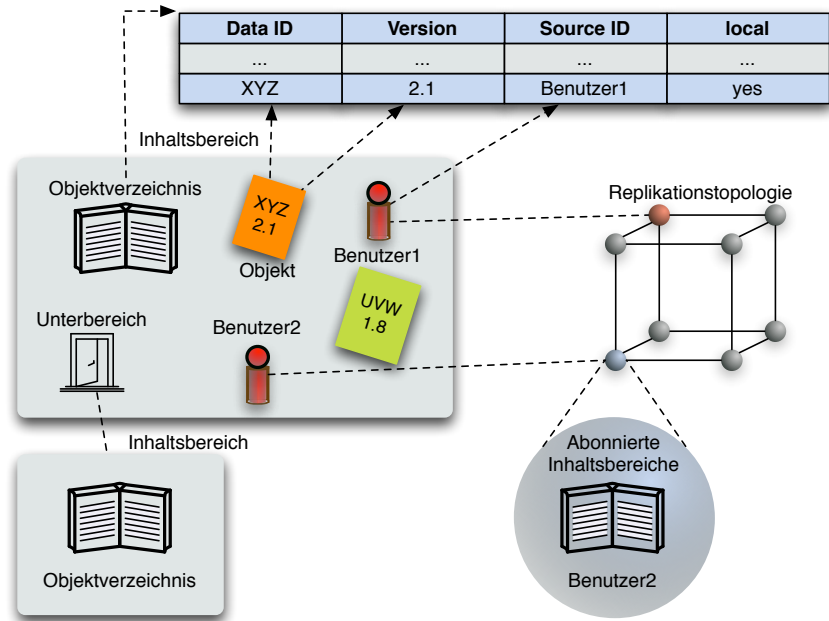 Data ID Version Source ID local
... ... ... ...
XYZ 2.1 Benutzer1 yes
Inhaltsbereich
Objektverzeichnis
XYZ
2.1
Objekt
Benutzer1
Replikationstopologie
Unterbereich
Benutzer2
UVW
1.8
Inhaltsbereich
Objektverzeichnis
Abonnierte
Inhaltsbereiche
Benutzer2